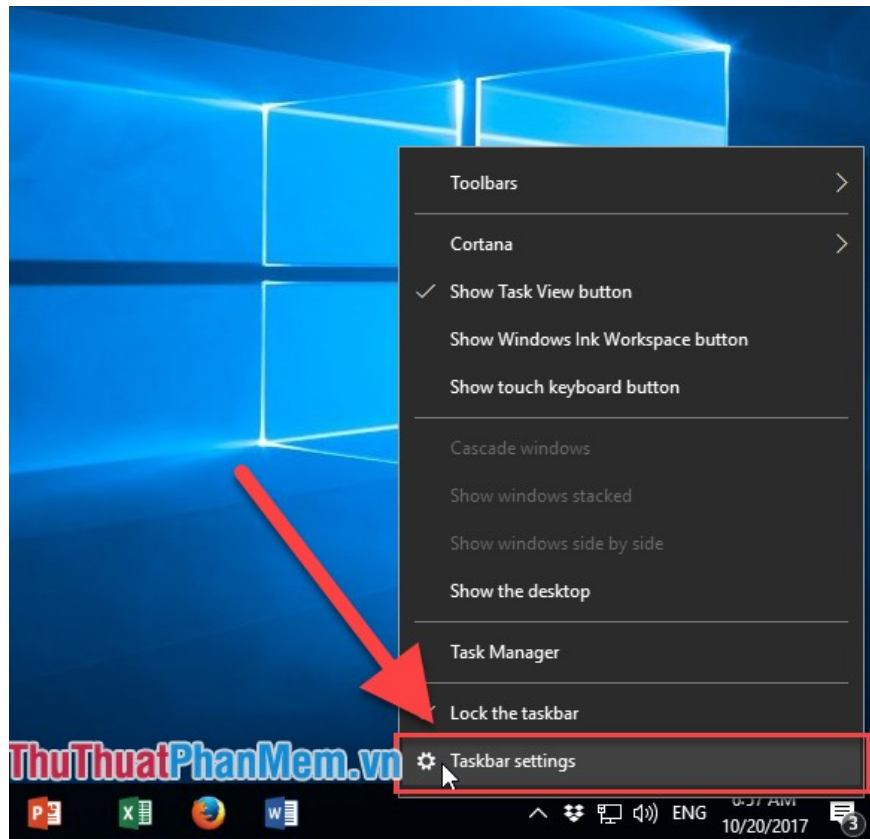 Toolbars
Cortana
Show Task View button
Show Windows Ink Workspace button
Show touch keyboard button
Cascade windows
Show windows stacked
Show windows side by side
Show the desktop
Task Manager
Lock the taskbar
Taskbar settings
ThuThuatPhanMem.vn
ENG
10/20/2017
3